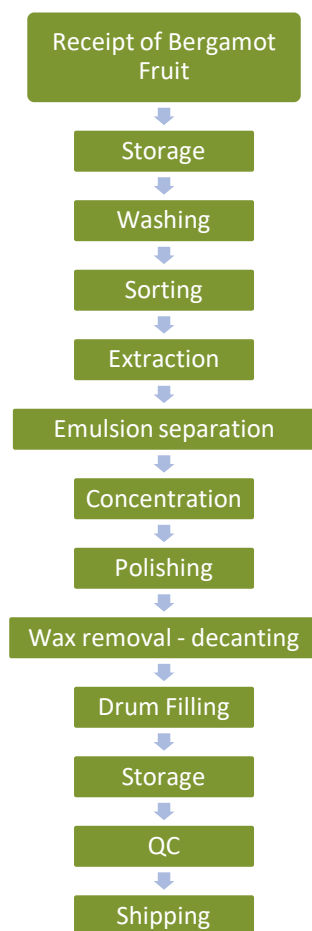 Receipt of Bergamot
Fruit
Storage
Washing
Sorting
Extraction
Emulsion separation
Concentration
Polishing
Wax removal - decanting
Drum Filling
Storage
QC
Shipping